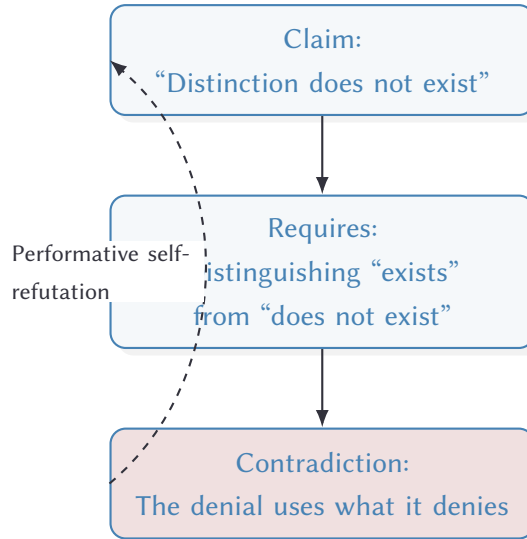 Claim:
“Distinction does not exist”
Requires:
istinguishing “exists”
from “does not exist”
Performative self-
refutation
Contradiction:
The denial uses what it denies